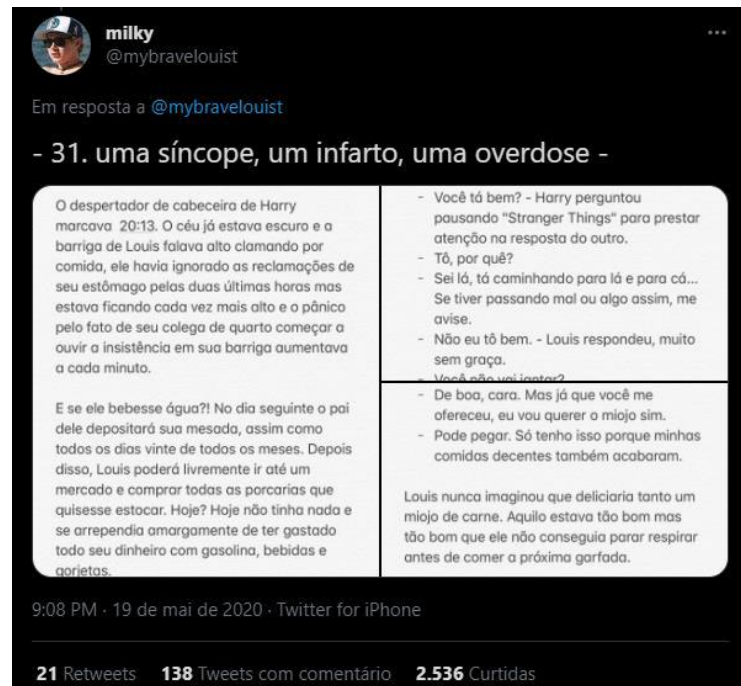 milky
@mybravelouist
Em resposta a @mybravelouist
- 31. uma síncope, um infarto, uma overdose -
O despertador de cabeceira de Harry
marcava 20:13. O céu já estava escuro e a
barriga de Louis falava alto clamando por
comida, ele havia ignorado as reclamações de
seu estômago pelas duas últimas horas mas
estava ficando cada vez mais alto e o pânico
pelo fato de seu colega de quarto começar a
ouvir a insistência em sua barriga aumentava
a cada minuto.
E se ele bebesse água?! No dia seguinte o pai
dele depositará sua mesada, assim como
todos os dias vinte de todos os meses. Depois
disso, Louis poderá livremente ir até um
mercado e comprar todas as porcarias que
quisesse estocar. Hoje? Hoje não tinha nada e
se arrependia amargamente de ter gastado
todo seu dinheiro com gasolina, bebidas e
gorjetas.
- Você tá bem? - Harry perguntou
pausando "Stranger Things" para prestar
atenção na resposta do outro.
- Tô, por quê?
- Sei lá, tá caminhando para lá e para cá...
Se tiver passando mal ou algo assim, me
avise.
- Não eu tô bem. - Louis respondeu, muito
sem graça.
- Você não vai jantar?
- De boa, cara. Mas já que você me
ofereceu, eu vou querer o miojo sim.
- Pode pegar. Só tenho isso porque minhas
comidas decentes também acabaram.
Louis nunca imaginou que deliciaria tanto um
miojo de carne. Aquilo estava tão bom mas
tão bom que ele não conseguia parar respirar
antes de comer a próxima garfada.
9:08 PM · 19 de mai de 2020 · Twitter for iPhone
21 Retweets 138 Tweets com comentário 2.536 Curtidas